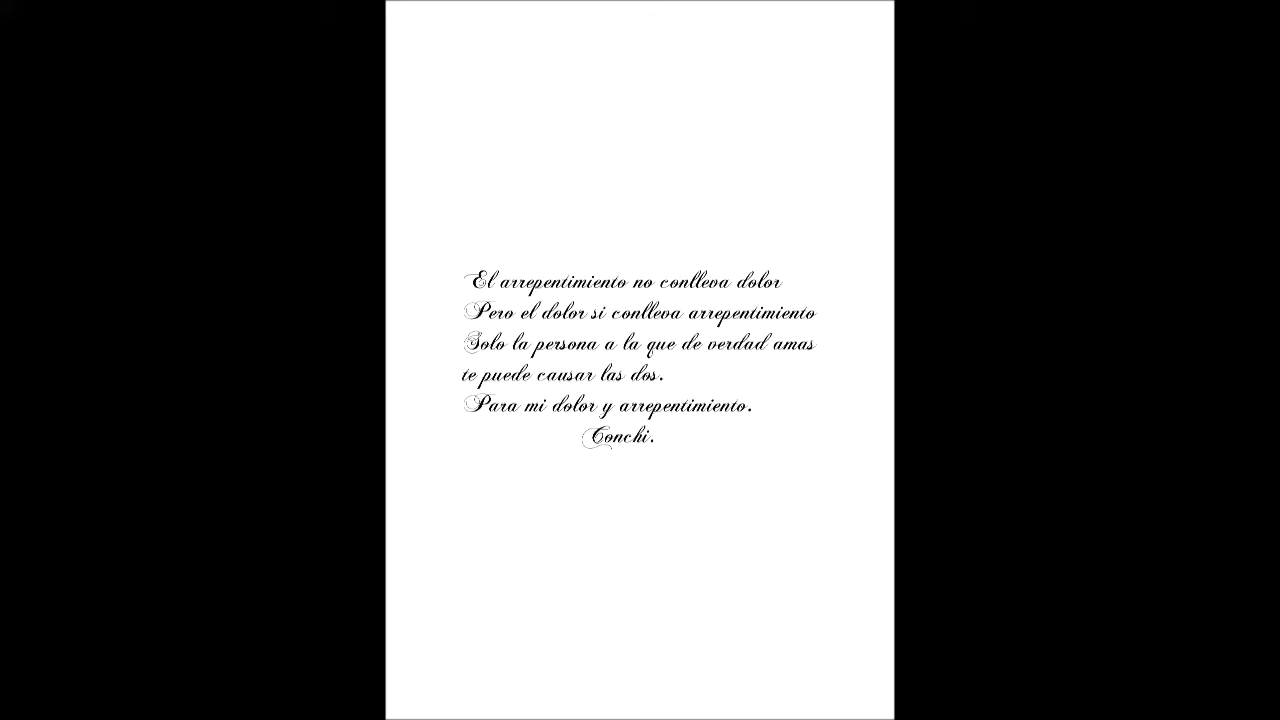 El arrepentimiento no conlleva dolor
Pero el dolor si conlleva arrepentimiento
Solo la persona a la que de verdad amas
te puede causar las dos.
Para mi dolor y arrepentimiento.
Conchi.